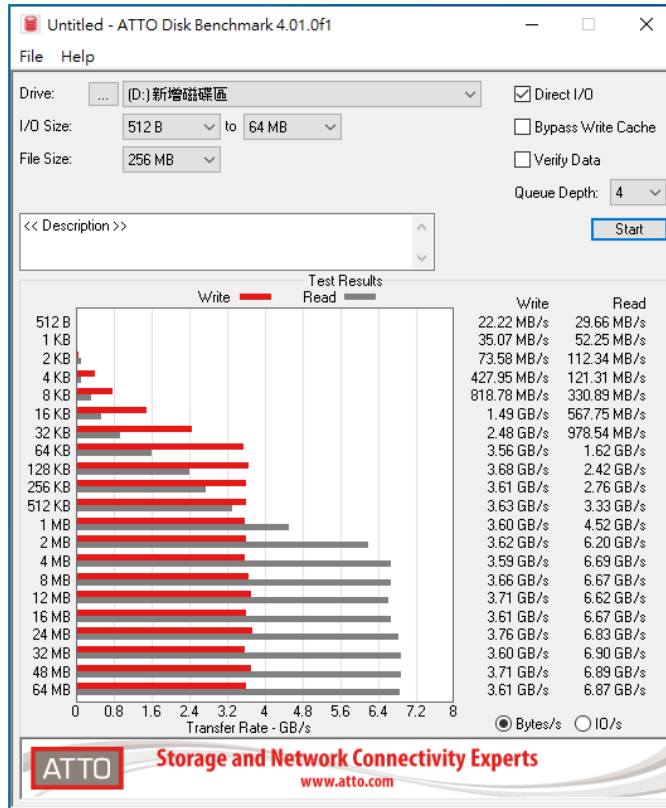 Untitled - ATTO Disk Benchmark 4.01.0f1
File Help
Drive: ... (D:)新增磁碟區 Direct I/O
I/O Size: 512 B to 64 MB Bypass Write Cache
File Size: 256 MB Verify Data
Queue Depth: 4
<< Description >> Start
Test Results
Write Read Write Read
512 B 22.22 MB/s 29.66 MB/s
1 KB 35.07 MB/s 52.25 MB/s
2 KB 73.58 MB/s 112.34 MB/s
4 KB 427.95 MB/s 121.31 MB/s
8 KB 818.78 MB/s 330.89 MB/s
16 KB 1.49 GB/s 567.75 MB/s
32 KB 2.48 GB/s 978.54 MB/s
64 KB 3.56 GB/s 1.62 GB/s
128 KB 3.68 GB/s 2.42 GB/s
256 KB 3.61 GB/s 2.76 GB/s
512 KB 3.63 GB/s 3.33 GB/s
1 MB 3.60 GB/s 4.52 GB/s
2 MB 3.62 GB/s 6.20 GB/s
4 MB 3.59 GB/s 6.69 GB/s
8 MB 3.66 GB/s 6.67 GB/s
12 MB 3.71 GB/s 6.62 GB/s
16 MB 3.61 GB/s 6.67 GB/s
24 MB 3.76 GB/s 6.83 GB/s
32 MB 3.60 GB/s 6.90 GB/s
48 MB 3.71 GB/s 6.89 GB/s
64 MB 3.61 GB/s 6.87 GB/s
0 0.8 1.6 2.4 3.2 4 4.8 5.6 6.4 7.2 8
Transfer Rate - GB/s Bytes/s IO/s
ATTO Storage and Network Connectivity Experts
www.atto.com